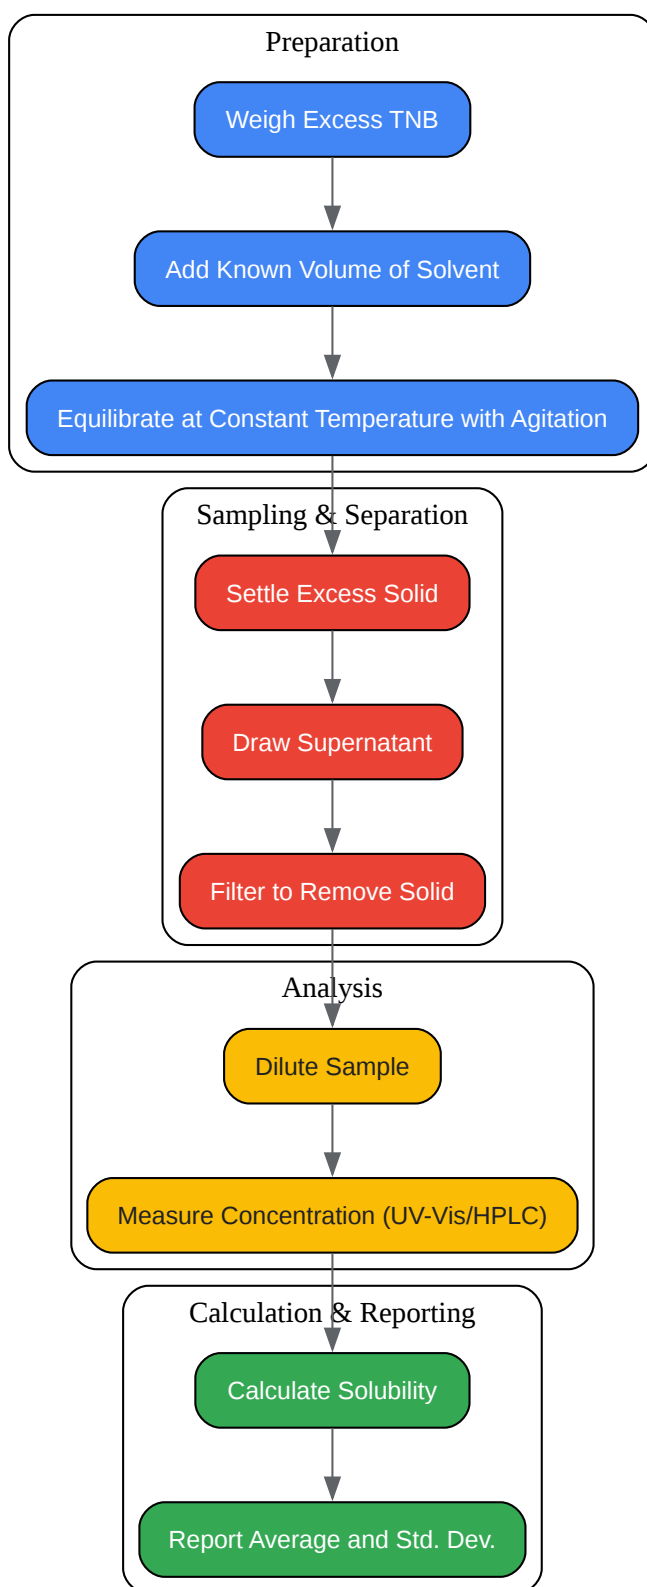 Preparation
Weigh Excess TNB
Add Known Volume of Solvent
Equilibrate at Constant Temperature with Agitation
Sampling & Separation
Settle Excess Solid
Draw Supernatant
Filter to Remove Solid
Analysis
Dilute Sample
Measure Concentration (UV-Vis/HPLC)
Calculation & Reporting
Calculate Solubility
Report Average and Std. Dev.